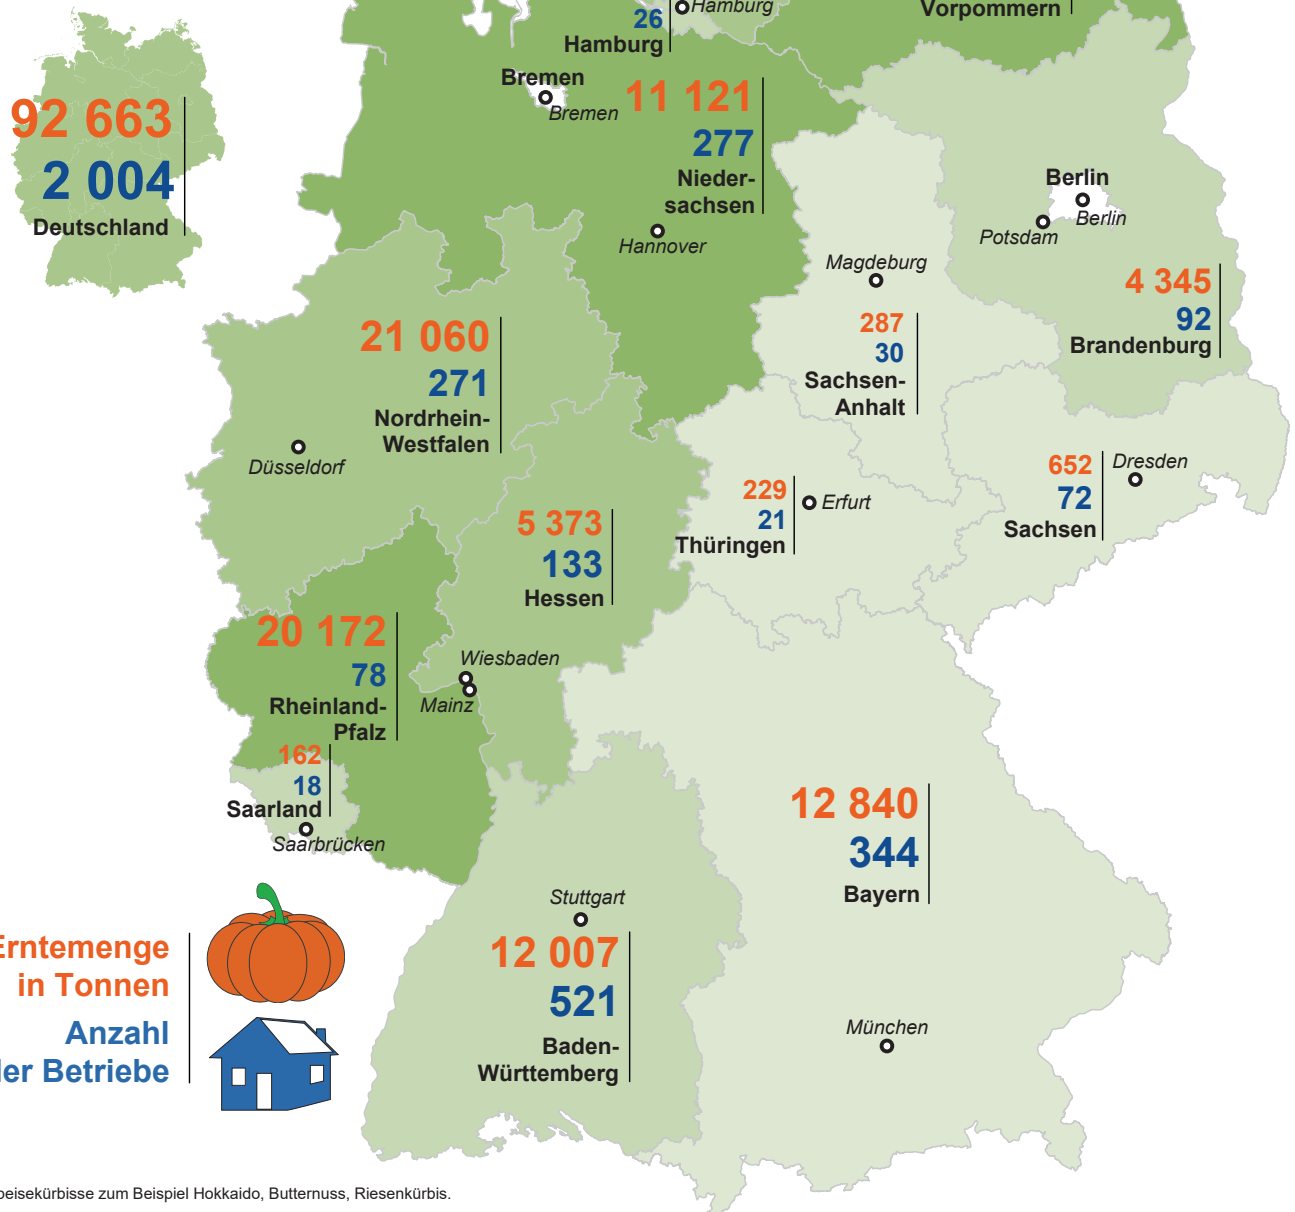 Hamburg
Vorpommern
26
Hamburg
Bremen
Bremen
11 121
277
Nieder-
sachsen
Hannover
92 663
2 004
Deutschland
Berlin
Berlin
Potsdam
Magdeburg
4 345
92
Brandenburg
287
30
Sachsen-
Anhalt
21 060
271
Nordrhein-
Westfalen
Düsseldorf
652
72
Sachsen
Dresden
229
21
Thüringen
Erfurt
5 373
133
Hessen
20 172
78
Rheinland-
Pfalz
Wiesbaden
Mainz
162
18
Saarland
Saarbrücken
12 840
344
Bayern
Stuttgart
12 007
521
Baden-
Württemberg
München
Erntemenge
in Tonnen
Anzahl
der Betriebe
peisekürbisse zum Beispiel Hokkaido, Butternuss, Riesenkürbis.